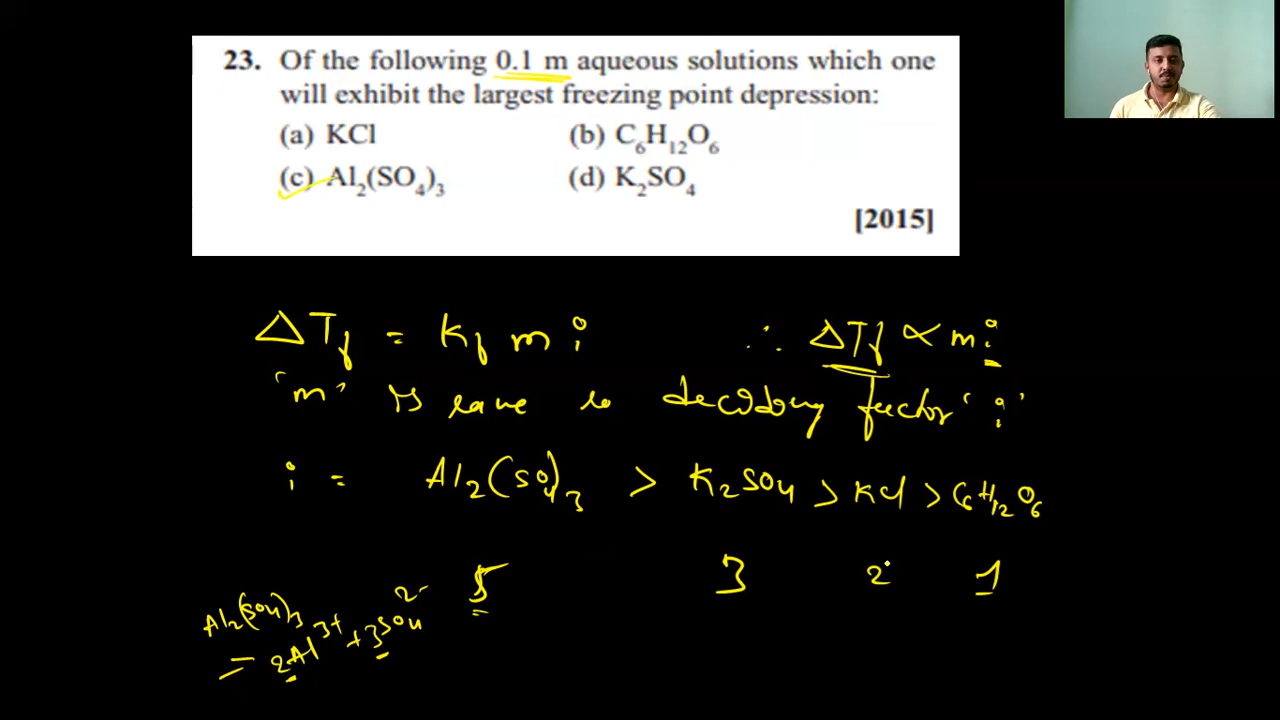 23. Of the following 0.1 m aqueous solutions which one
will exhibit the largest freezing point depression:
(a) KCl (b) C₆H₁₂O₆
(c) Al₂(SO₄)₃ (d) K₂SO₄
[2015]
ΔTf = Kf m i ∴ ΔTf ∝ m i
'm' is same so factor 'i'
i = Al₂(SO₄)₃ > K₂SO₄ > KCl > C₆H₁₂O₆
5 3 2 1
Al₂(SO₄)₃
= 2Al³⁺ + 3SO₄²⁻